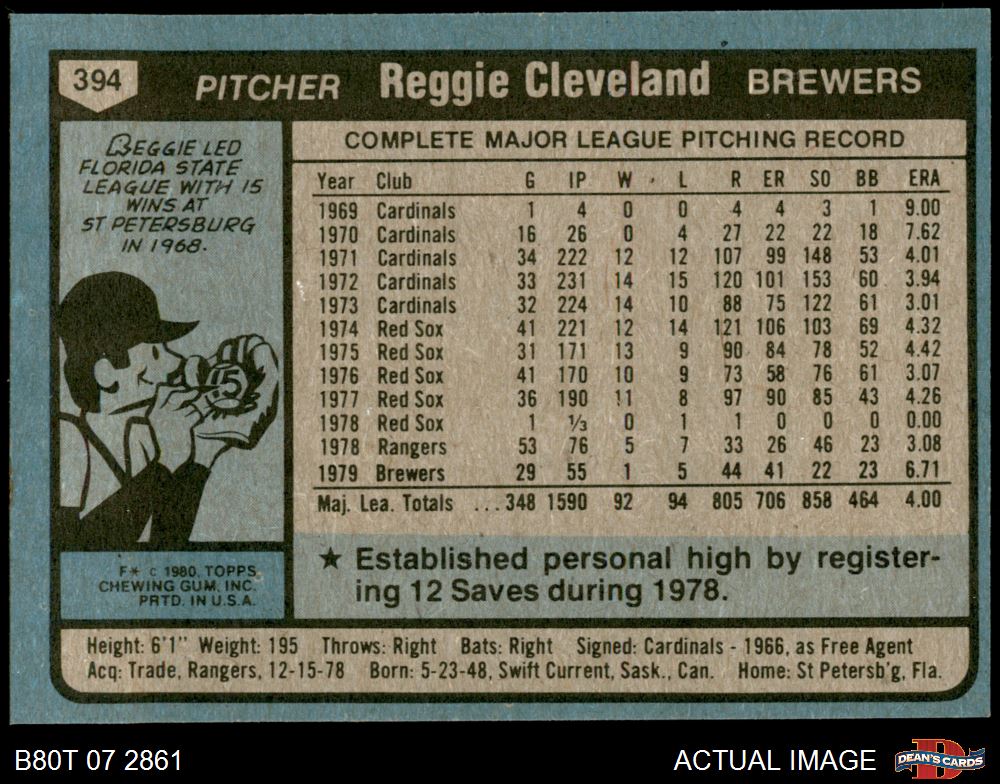 394 PITCHER Reggie Cleveland BREWERS
REGGIE LED
FLORIDA STATE
LEAGUE WITH 15
WINS AT
ST PETERSBURG
IN 1968.
15
F* © 1980. TOPPS
CHEWING GUM, INC.
PRTD. IN U.S.A.
COMPLETE MAJOR LEAGUE PITCHING RECORD
Year Club G IP W L R ER SO BB ERA
1969 Cardinals 1 4 0 0 4 4 3 1 9.00
1970 Cardinals 16 26 0 4 27 22 22 18 7.62
1971 Cardinals 34 222 12 12 107 99 148 53 4.01
1972 Cardinals 33 231 14 15 120 101 153 60 3.94
1973 Cardinals 32 224 14 10 88 75 122 61 3.01
1974 Red Sox 41 221 12 14 121 106 103 69 4.32
1975 Red Sox 31 171 13 9 90 84 78 52 4.42
1976 Red Sox 41 170 10 9 73 58 76 61 3.07
1977 Red Sox 36 190 11 8 97 90 85 43 4.26
1978 Red Sox 1 ⅓ 0 1 1 0 0 0 0.00
1978 Rangers 53 76 5 7 33 26 46 23 3.08
1979 Brewers 29 55 1 5 44 41 22 23 6.71
Maj. Lea. Totals ...348 1590 92 94 805 706 858 464 4.00
★ Established personal high by register-
ing 12 Saves during 1978.
Height: 6'1" Weight: 195 Throws: Right Bats: Right Signed: Cardinals - 1966, as Free Agent
Acq: Trade, Rangers, 12-15-78 Born: 5-23-48, Swift Current, Sask., Can. Home: St Petersb'g, Fla.
B80T 07 2861 ACTUAL IMAGE DEAN'S CARDS